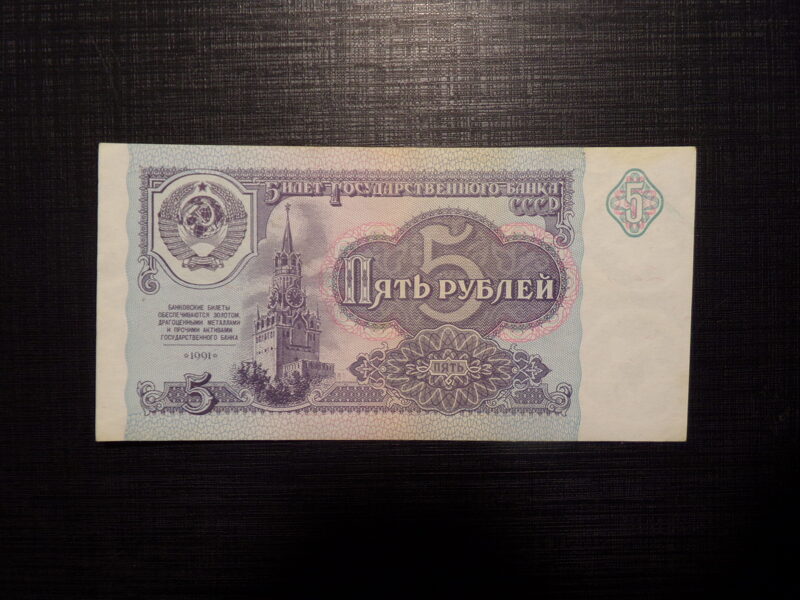 Билет Государственного Банка
СССР
5
5
Пять рублей
Банковские билеты
обеспечиваются золотом,
драгоценными металлами
и прочими активами
Государственного банка
*1991*
5
пять